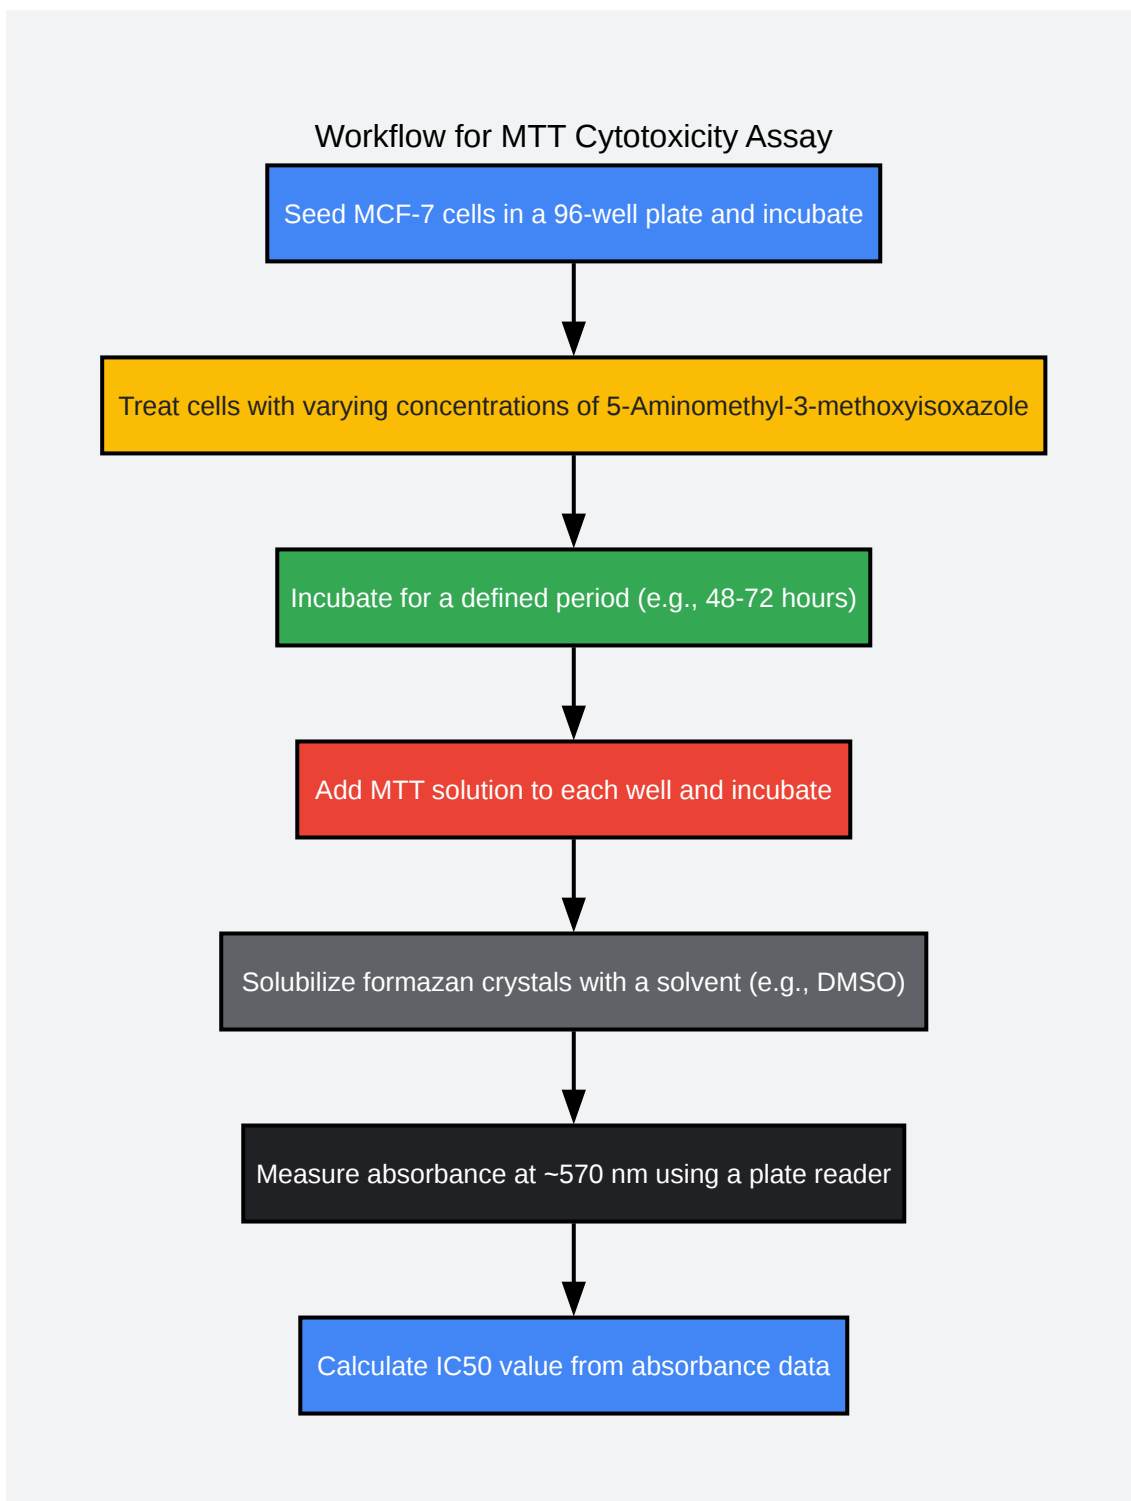 Workflow for MTT Cytotoxicity Assay
Seed MCF-7 cells in a 96-well plate and incubate
Treat cells with varying concentrations of 5-Aminomethyl-3-methoxyisoxazole
Incubate for a defined period (e.g., 48-72 hours)
Add MTT solution to each well and incubate
Solubilize formazan crystals with a solvent (e.g., DMSO)
Measure absorbance at ~570 nm using a plate reader
Calculate IC50 value from absorbance data